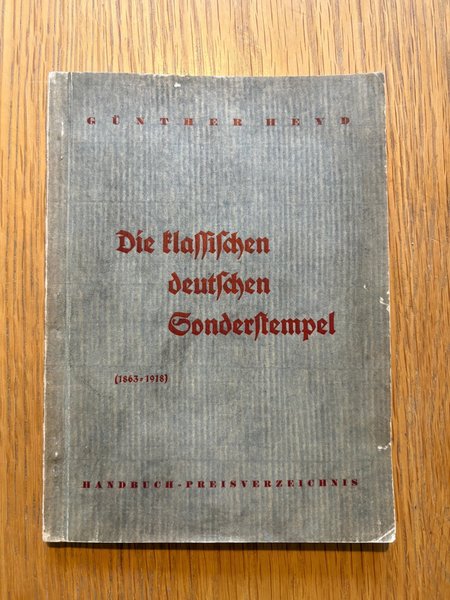 GÜNTHER HEYD
Die klassischen
deutschen
Sonderstempel
(1863-1918)
HANDBUCH-PREISVERZEICHNIS